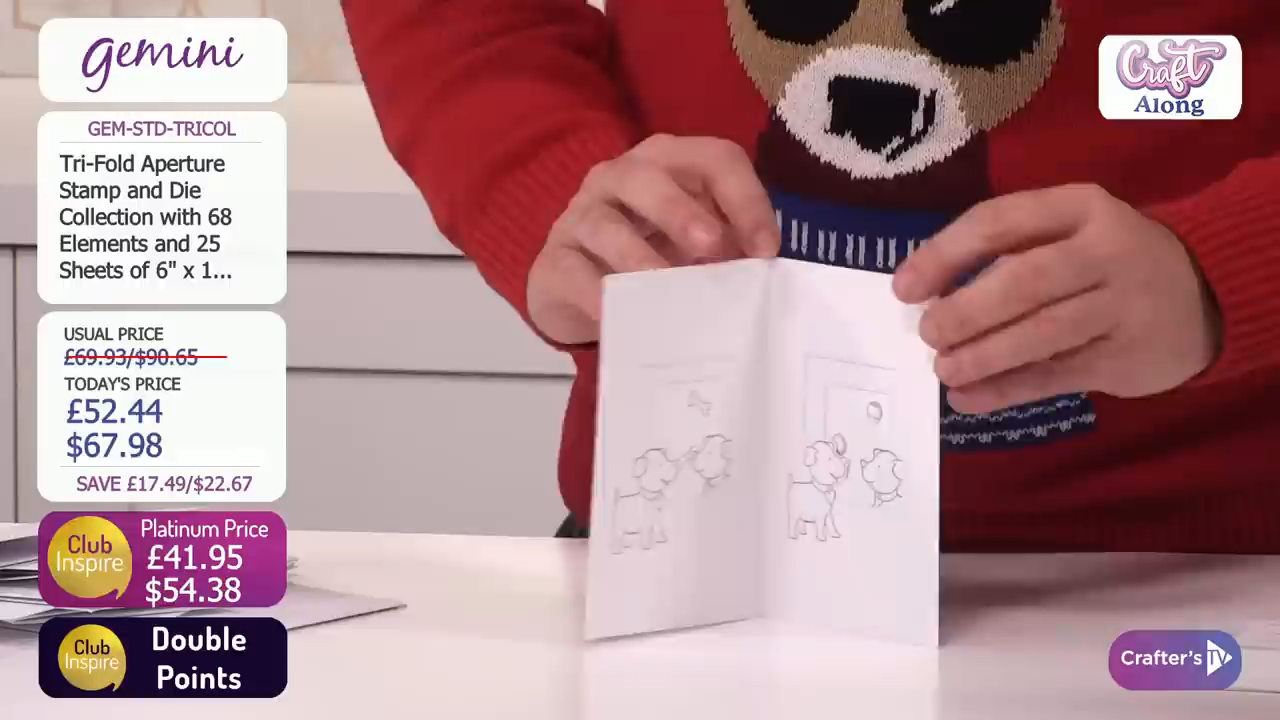 gemini
GEM-STD-TRICOL
Tri-Fold Aperture
Stamp and Die
Collection with 68
Elements and 25
Sheets of 6" x 1...
USUAL PRICE
£69.93/$90.65
TODAY'S PRICE
£52.44
$67.98
SAVE £17.49/$22.67
Club
Inspire
Platinum Price
£41.95
$54.38
Club
Inspire
Double
Points
Craft
Along
Crafter's TV